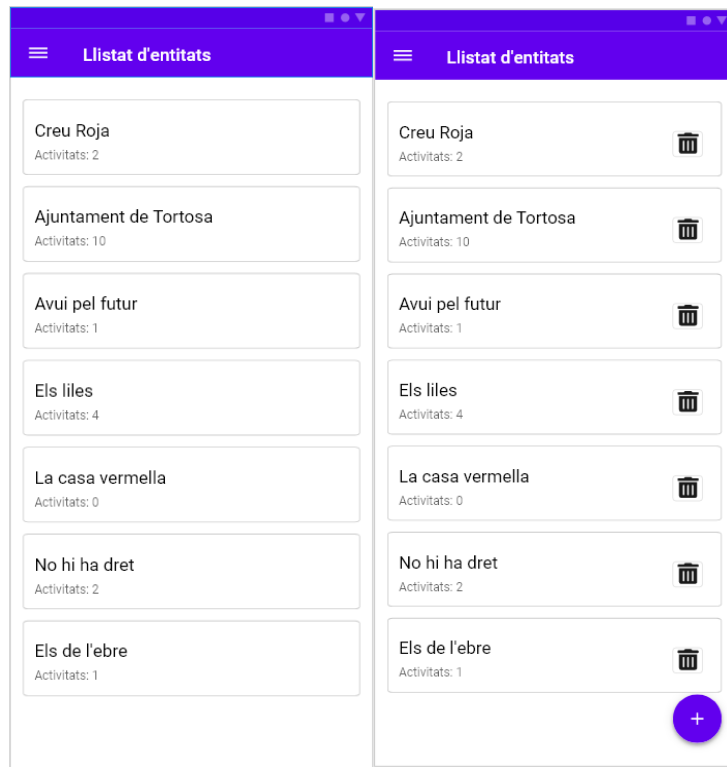 Llistat d'entitats
Creu Roja
Activitats: 2
Ajuntament de Tortosa
Activitats: 10
Avui pel futur
Activitats: 1
Els liles
Activitats: 4
La casa vermella
Activitats: 0
No hi ha dret
Activitats: 2
Els de l'ebre
Activitats: 1
Llistat d'entitats
Creu Roja
Activitats: 2
Ajuntament de Tortosa
Activitats: 10
Avui pel futur
Activitats: 1
Els liles
Activitats: 4
La casa vermella
Activitats: 0
No hi ha dret
Activitats: 2
Els de l'ebre
Activitats: 1